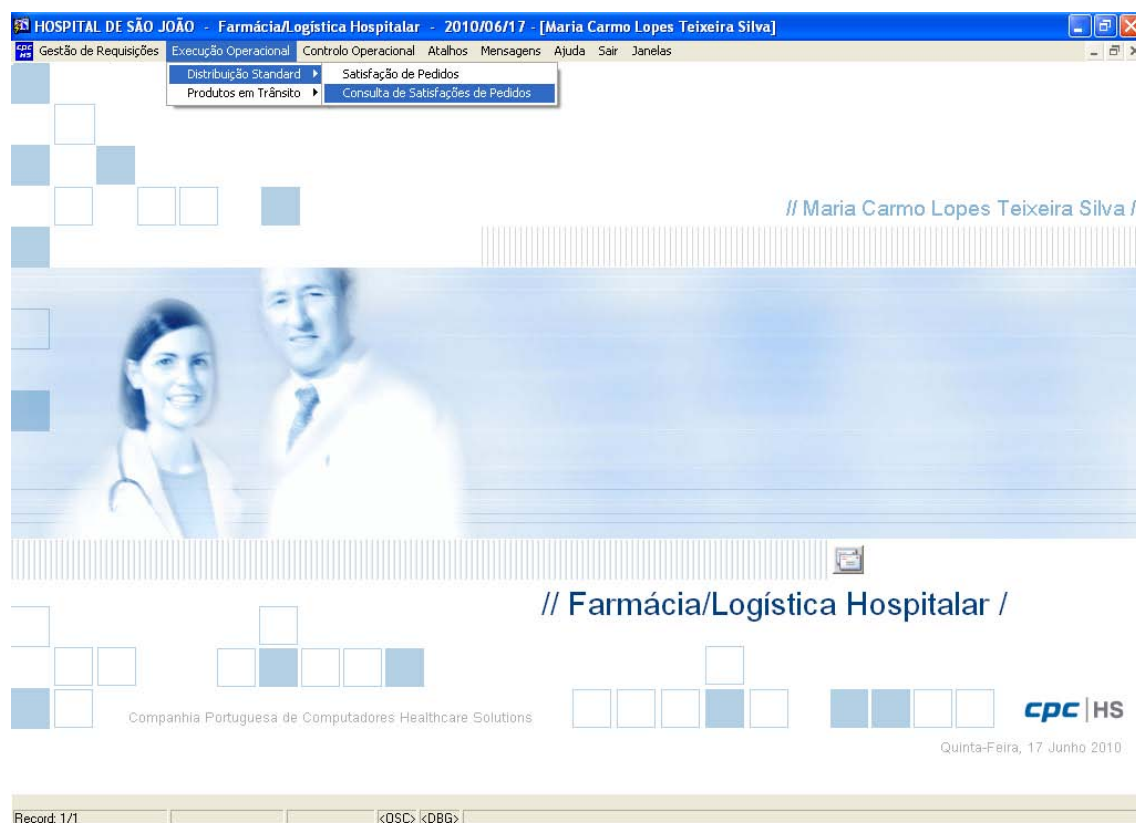 HOSPITAL DE SÃO JOÃO - Farmácia/Logística Hospitalar - 2010/06/17 - [Maria Carmo Lopes Teixeira Silva]
cpc HS Gestão de Requisições Execução Operacional Controlo Operacional Atalhos Mensagens Ajuda Sair Janelas
Distribuição Standard Satisfação de Pedidos
Produtos em Trânsito Consulta de Satisfações de Pedidos
// Maria Carmo Lopes Teixeira Silva /
// Farmácia/Logística Hospitalar /
Companhia Portuguesa de Computadores Healthcare Solutions
cpc HS
Quinta-Feira, 17 Junho 2010
Record: 1/1 <OSC> <DBG>